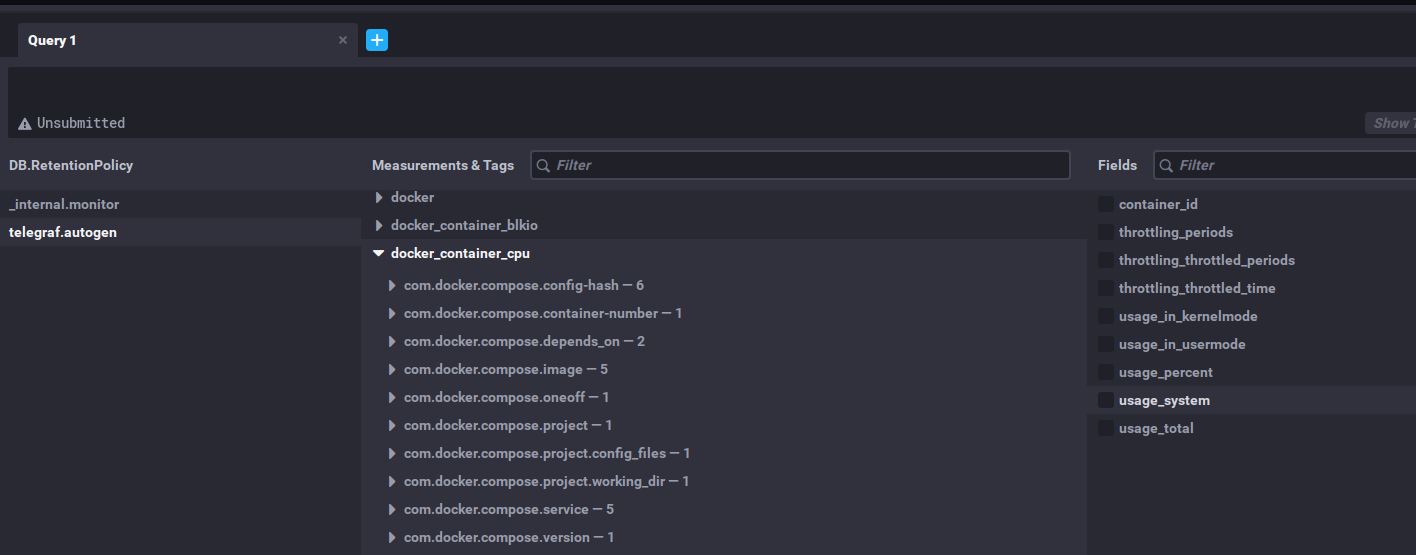 Query 1
Unsubmitted
Show
DB.RetentionPolicy
_internal.monitor
telegraf.autogen
Measurements & Tags
Filter
docker
docker_container_blkio
docker_container_cpu
com.docker.compose.config-hash — 6
com.docker.compose.container-number — 1
com.docker.compose.depends_on — 2
com.docker.compose.image — 5
com.docker.compose.oneoff — 1
com.docker.compose.project — 1
com.docker.compose.project.config_files — 1
com.docker.compose.project.working_dir — 1
com.docker.compose.service — 5
com.docker.compose.version — 1
Fields
Filter
container_id
throttling_periods
throttling_throttled_periods
throttling_throttled_time
usage_in_kernelmode
usage_in_usermode
usage_percent
usage_system
usage_total